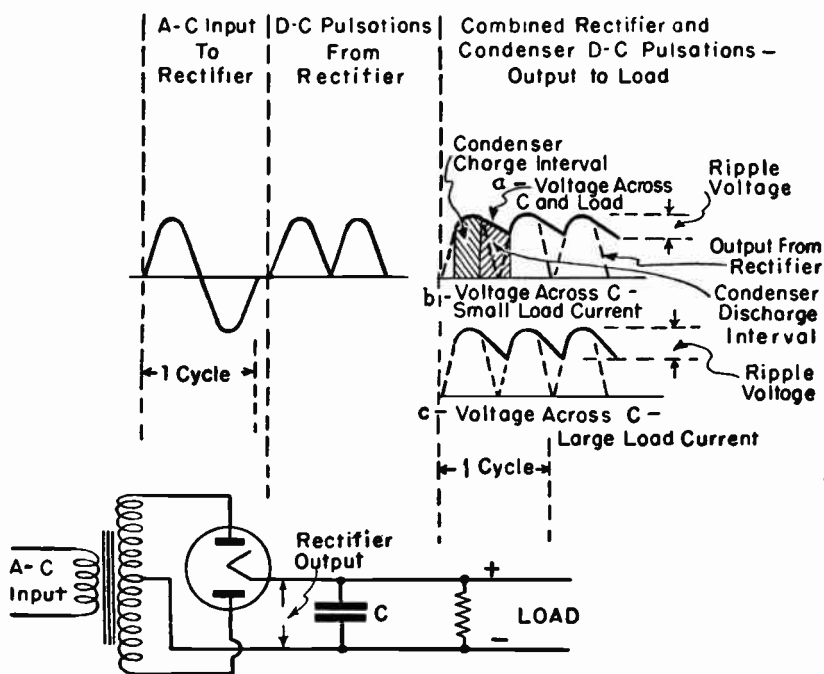 A-C Input
To
Rectifier
D-C Pulsations
From
Rectifier
Combined Rectifier and
Condenser D-C Pulsations –
Output to Load
Condenser
Charge Interval
a – Voltage Across
C and Load
Ripple
Voltage
Output From
Rectifier
Condenser
Discharge
Interval
b – Voltage Across C –
Small Load Current
Ripple
Voltage
c – Voltage Across C –
Large Load Current
1 Cycle
1 Cycle
A-C
Input
Rectifier
Output
C
+
LOAD
–